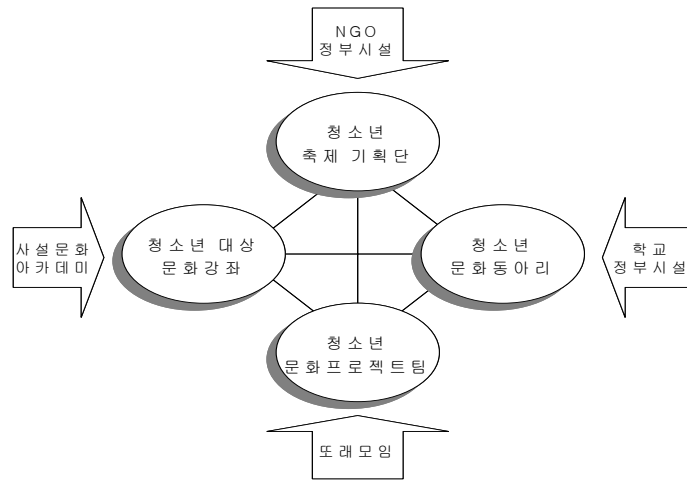 NGO
정부시설
청소년
축제 기획단
사설문화
아카데미
청소년 대상
문화강좌
청소년
문화동아리
학교
정부시설
청소년
문화프로젝트팀
또래모임